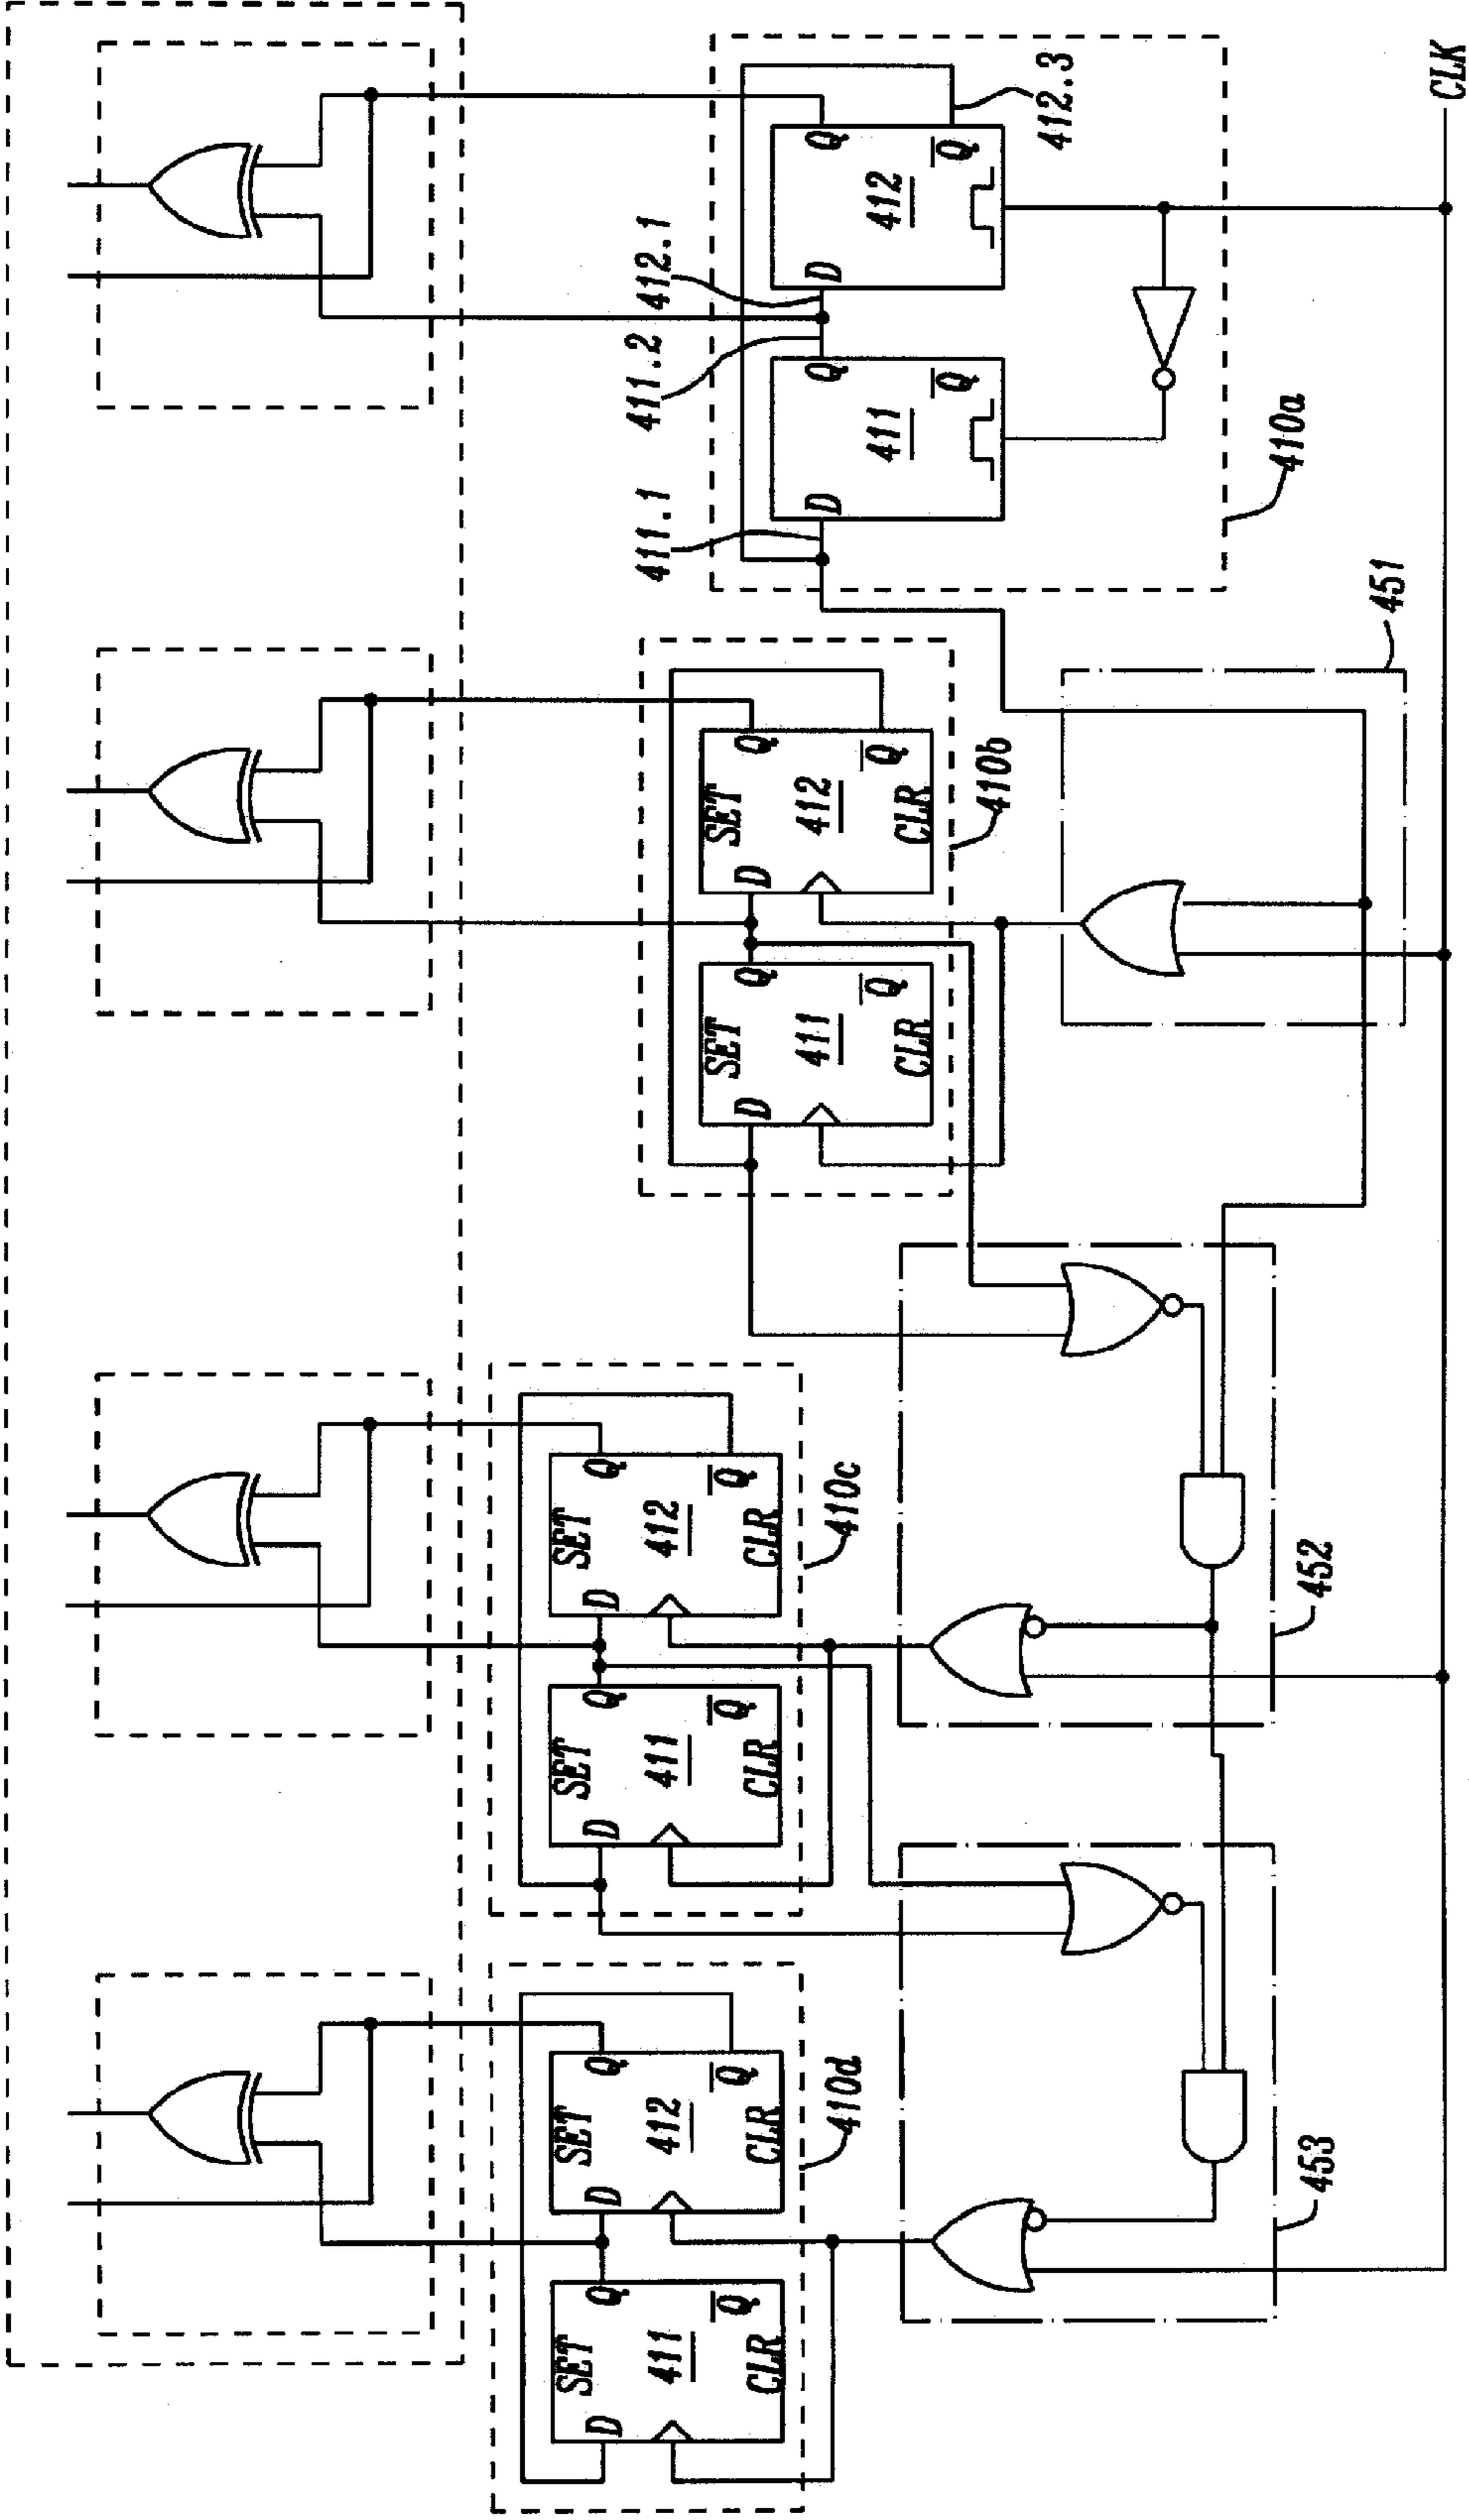 CLK
412.3
Q
Q
412
D
412.1
411.2
Q
Q
411
D
411.1
410a
451
Q
Q
SET
412
CLR
D
410b
Q
Q
SET
411
CLR
D
Q
Q
SET
412
CLR
D
410c
452
Q
Q
SET
411
CLR
D
Q
Q
SET
412
CLR
D
410d
453
Q
Q
SET
411
CLR
D